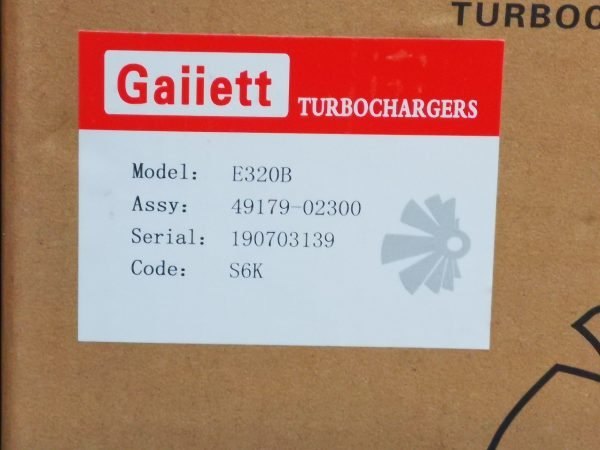 TURBOC
Gaiiett TURBOCHARGERS
Model: E320B
Assy: 49179-02300
Serial: 190703139
Code: S6K